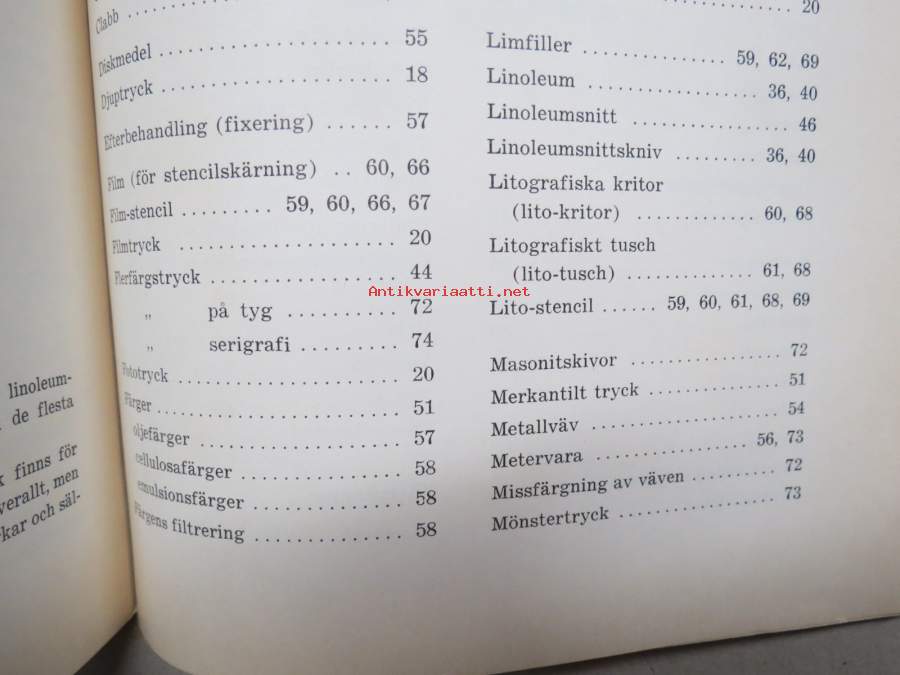 linoleum-
de flesta
finns för
verallt, men
kar och säl-
Clabb
Diskmedel 55
Djuptryck 18
Efterbehandling (fixering) 57
Film (för stencilskärning) 60, 66
Film-stencil 59, 60, 66, 67
Filmtryck 20
Flerfärgstryck 44
„ på tyg 72
„ serigrafi 74
Fototryck 20
Färger 51
oljefärger 57
cellulosafärger 58
emulsionsfärger 58
Färgens filtrering 58
20
Limfiller 59, 62, 69
Linoleum 36, 40
Linoleumsnitt 46
Linoleumsnittskniv 36, 40
Litografiska kritor
(lito-kritor) 60, 68
Litografiskt tusch
(lito-tusch) 61, 68
Lito-stencil 59, 60, 61, 68, 69
Masonitskivor 72
Merkantilt tryck 51
Metallväv 54
Metervara 56, 73
Missfärgning av väven 72
Mönstertryck 73
Antikvariaatti.net